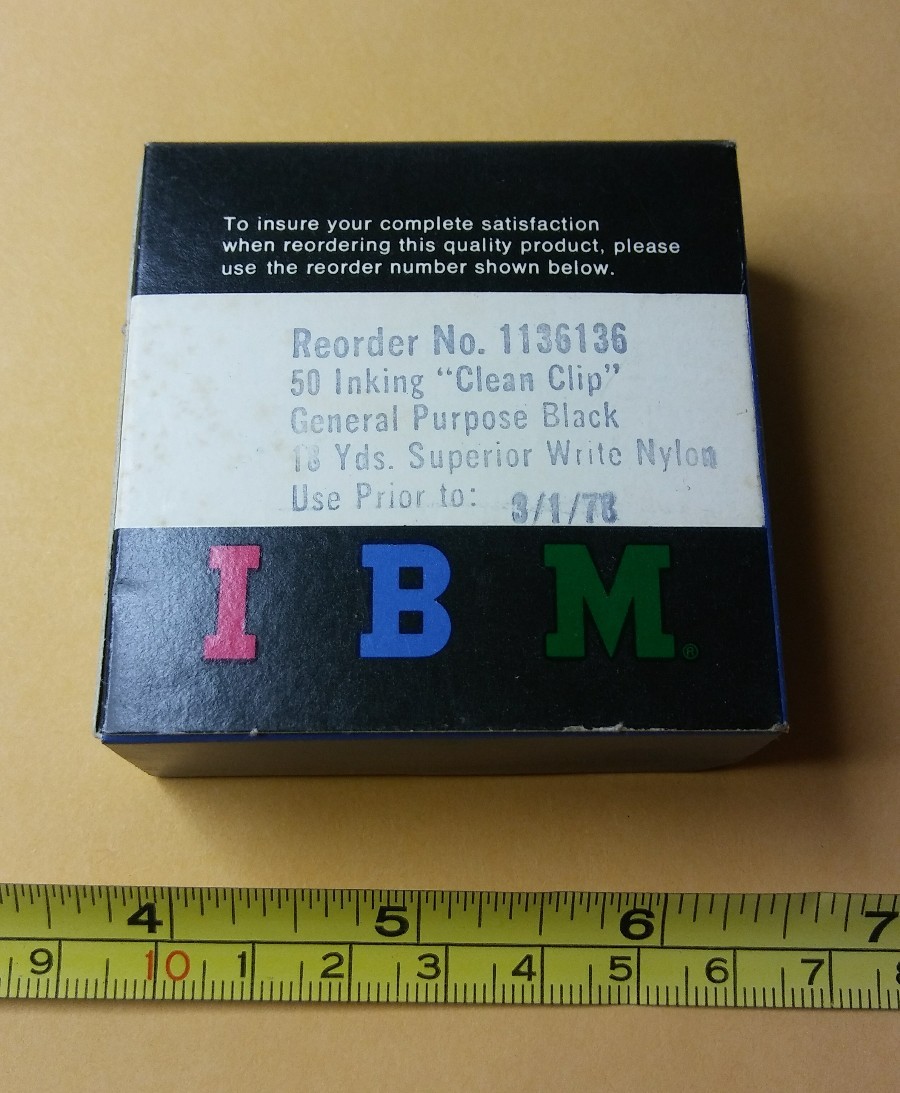 To insure your complete satisfaction
when reordering this quality product, please
use the reorder number shown below.
Reorder No. 1136136
50 Inking “Clean Clip”
General Purpose Black
18 Yds. Superior Write Nylon
Use Prior to: 3/1/78
I B M®
4 5 6 7
9 10 1 2 3 4 5 6 7 8